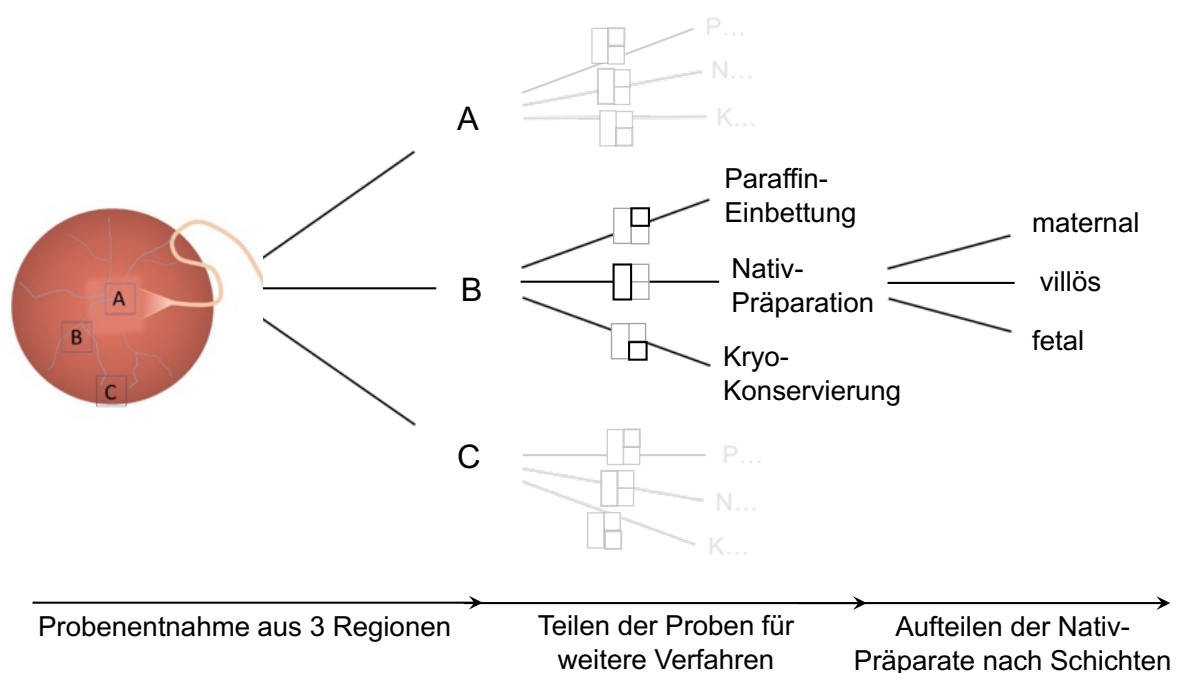 P...
N...
K...
A
Paraffin-
Einbettung
maternal
B
Nativ-
Präparation
villös
fetal
Kryo-
Konservierung
A
B
C
C
P...
N...
K...
Probenentnahme aus 3 Regionen
Teilen der Proben für
weitere Verfahren
Aufteilen der Nativ-
Präparate nach Schichten